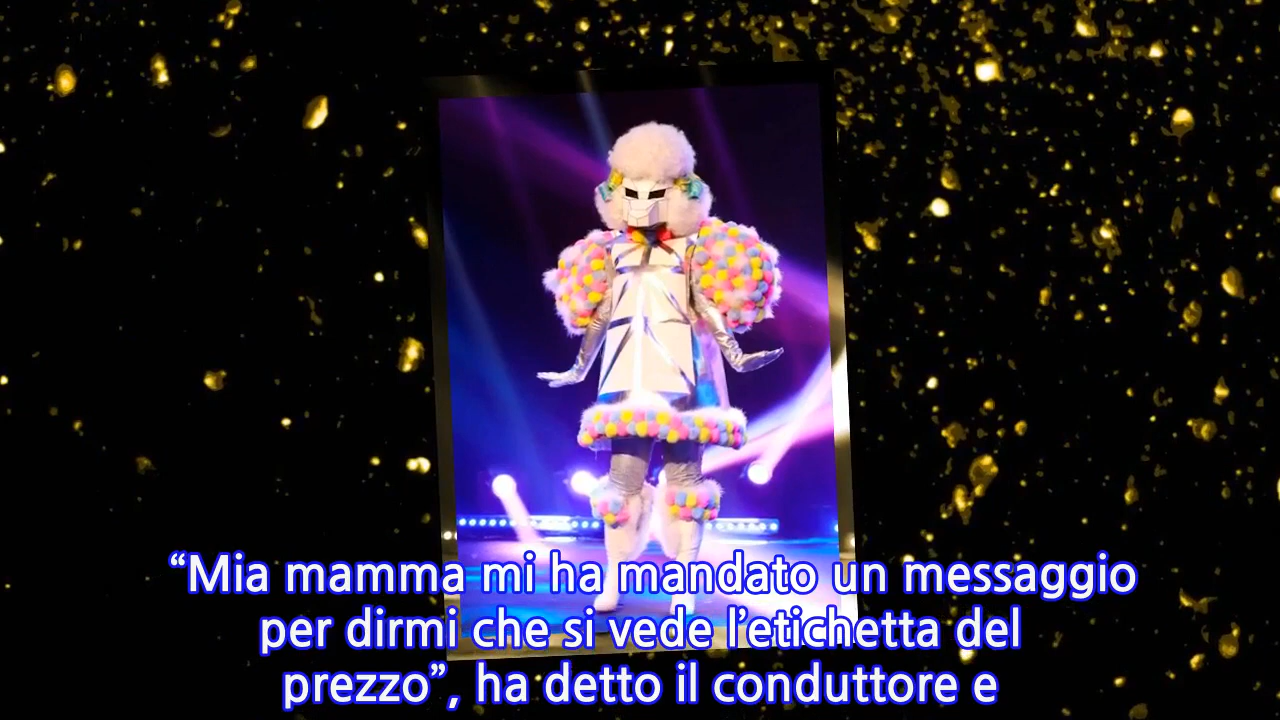 “Mia mamma mi ha mandato un messaggio
per dirmi che si vede l’etichetta del
prezzo”, ha detto il conduttore e